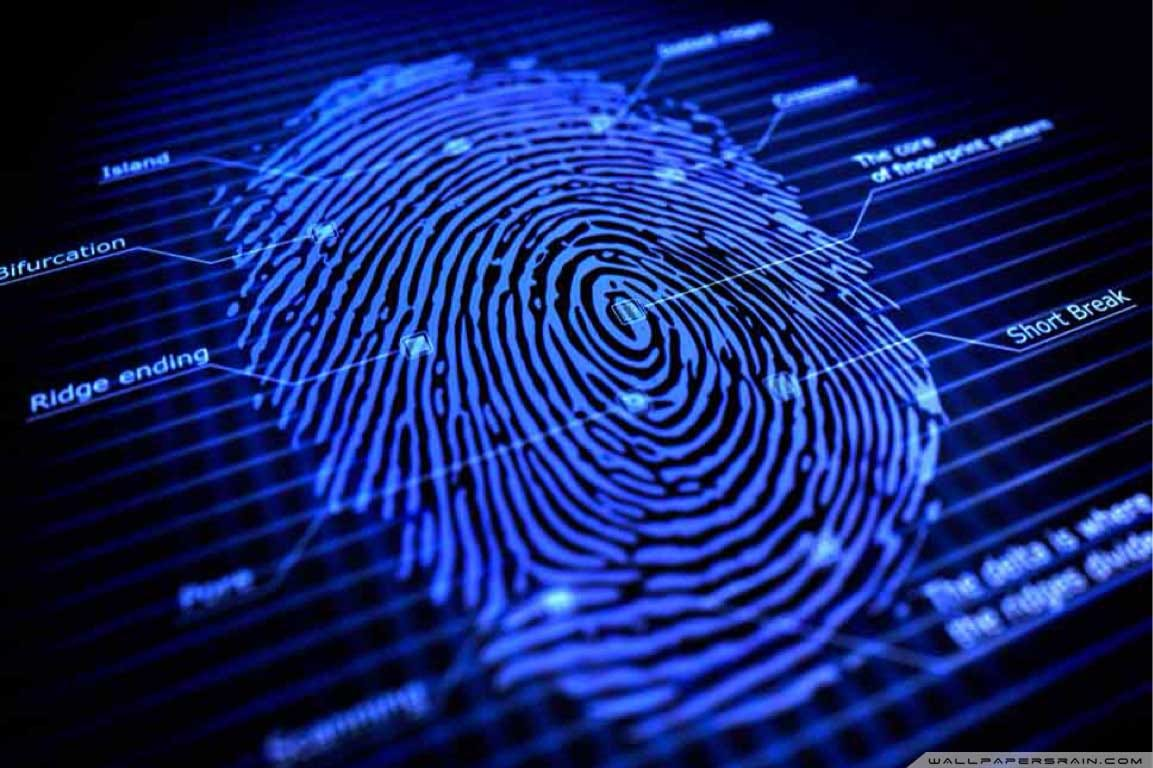 Island
Crossover
The core
of fingerprint pattern
Bifurcation
Short Break
Ridge ending
Pore
The delta is where
the ridges divide
WALLPAPERSRAIN.COM